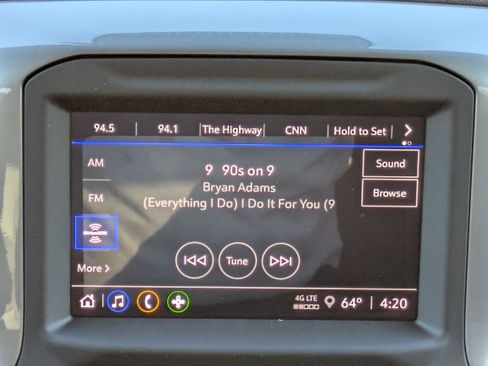 94.5 94.1 The Highway CNN Hold to Set
AM
9 90s on 9
Sound
Bryan Adams
(Everything I Do) I Do It For You (9
Browse
FM
SiriusXM
Tune
More
4G LTE
64° 4:20